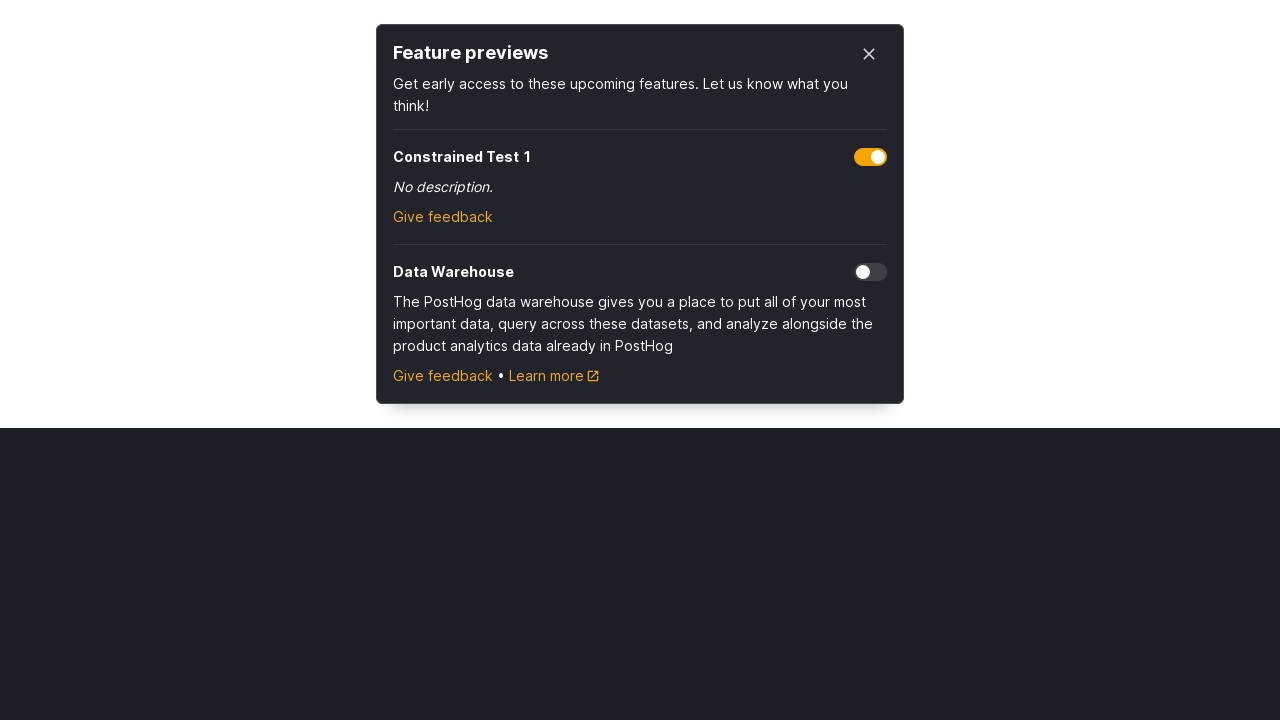 Feature previews
Get early access to these upcoming features. Let us know what you
think!
Constrained Test 1
No description.
Give feedback
Data Warehouse
The PostHog data warehouse gives you a place to put all of your most
important data, query across these datasets, and analyze alongside the
product analytics data already in PostHog
Give feedback • Learn more